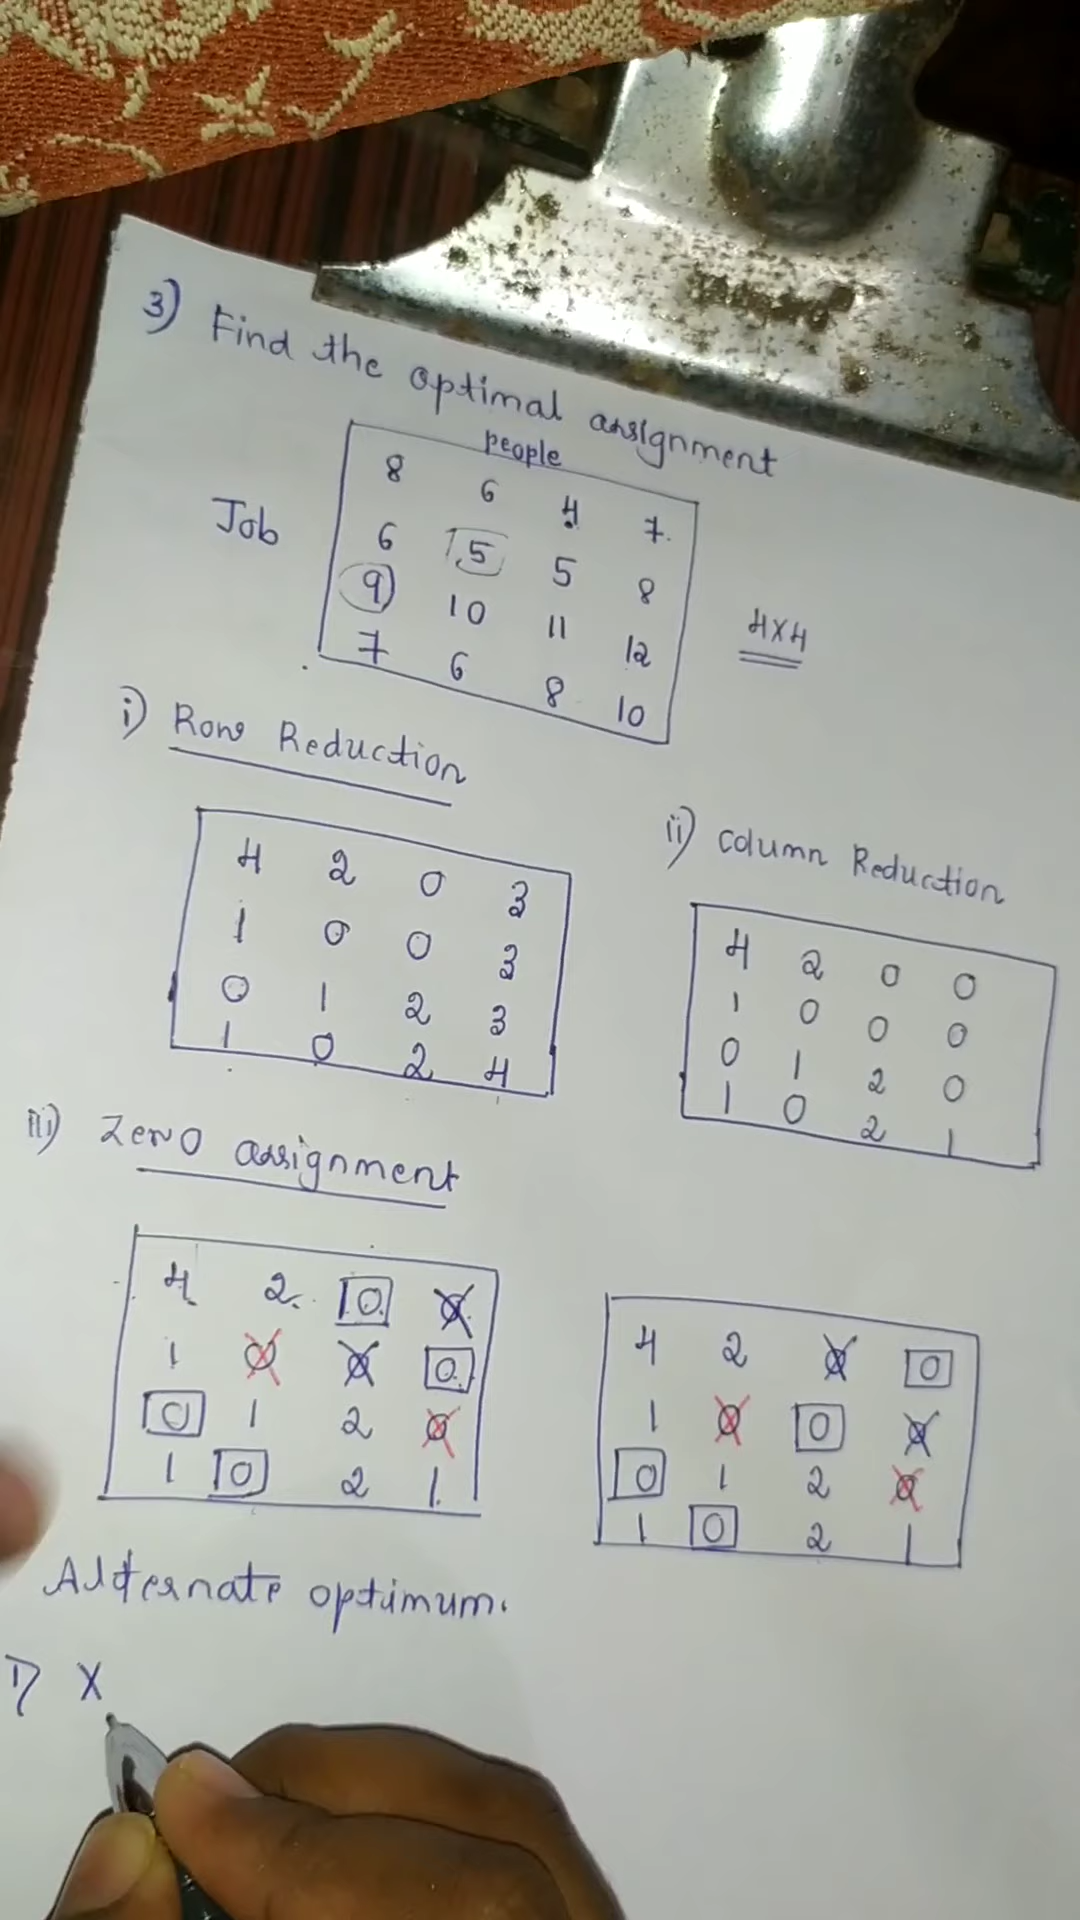 3) Find the optimal assignment
people
Job
8 6 4 7
6 5 5 8
9 10 11 12
7 6 8 10
4X4
i) Row Reduction
4 2 0 3
1 0 0 3
0 1 2 3
1 0 2 4
ii) Column Reduction
4 2 0 0
1 0 0 0
0 1 2 0
1 0 2 1
iii) Zero assignment
4 2 0 0
1 0 0 0
0 1 2 0
1 0 2 1
4 2 0 0
1 0 0 0
0 1 2 0
1 0 2 1
Alternate optimum.
1) X